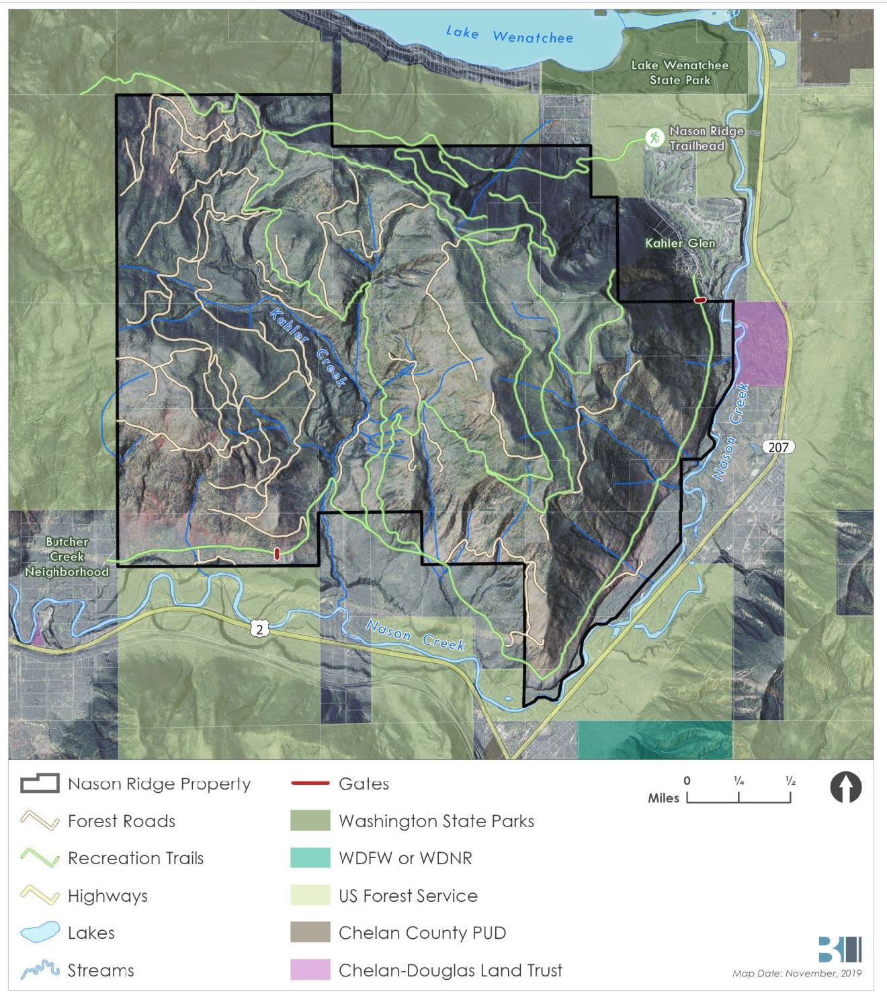 Lake Wenatchee
Lake Wenatchee
State Park
Nason Ridge
Trailhead
Kahler Glen
Kahler Creek
Nason Creek
207
Butcher
Creek
Neighborhood
2
Nason Creek
Nason Ridge Property
Forest Roads
Recreation Trails
Highways
Lakes
Streams
Gates
Washington State Parks
WDFW or WDNR
US Forest Service
Chelan County PUD
Chelan-Douglas Land Trust
0 ¼ ½
Miles
Map Date: November, 2019